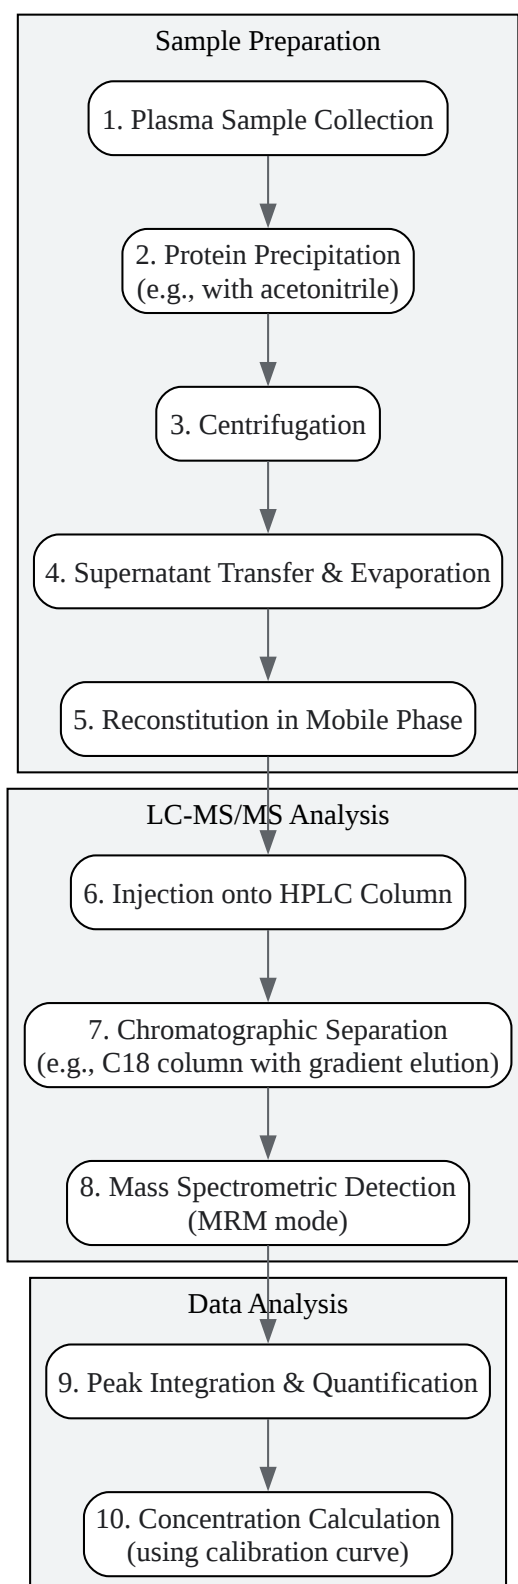 Sample Preparation
1. Plasma Sample Collection
2. Protein Precipitation
(e.g., with acetonitrile)
3. Centrifugation
4. Supernatant Transfer & Evaporation
5. Reconstitution in Mobile Phase
LC-MS/MS Analysis
6. Injection onto HPLC Column
7. Chromatographic Separation
(e.g., C18 column with gradient elution)
8. Mass Spectrometric Detection
(MRM mode)
Data Analysis
9. Peak Integration & Quantification
10. Concentration Calculation
(using calibration curve)